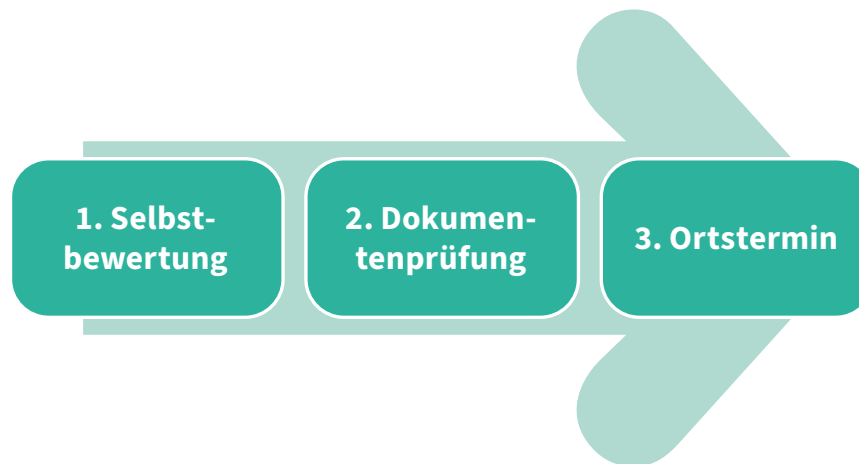 1. Selbst-
bewertung
2. Dokumen-
tenprüfung
3. Ortstermin